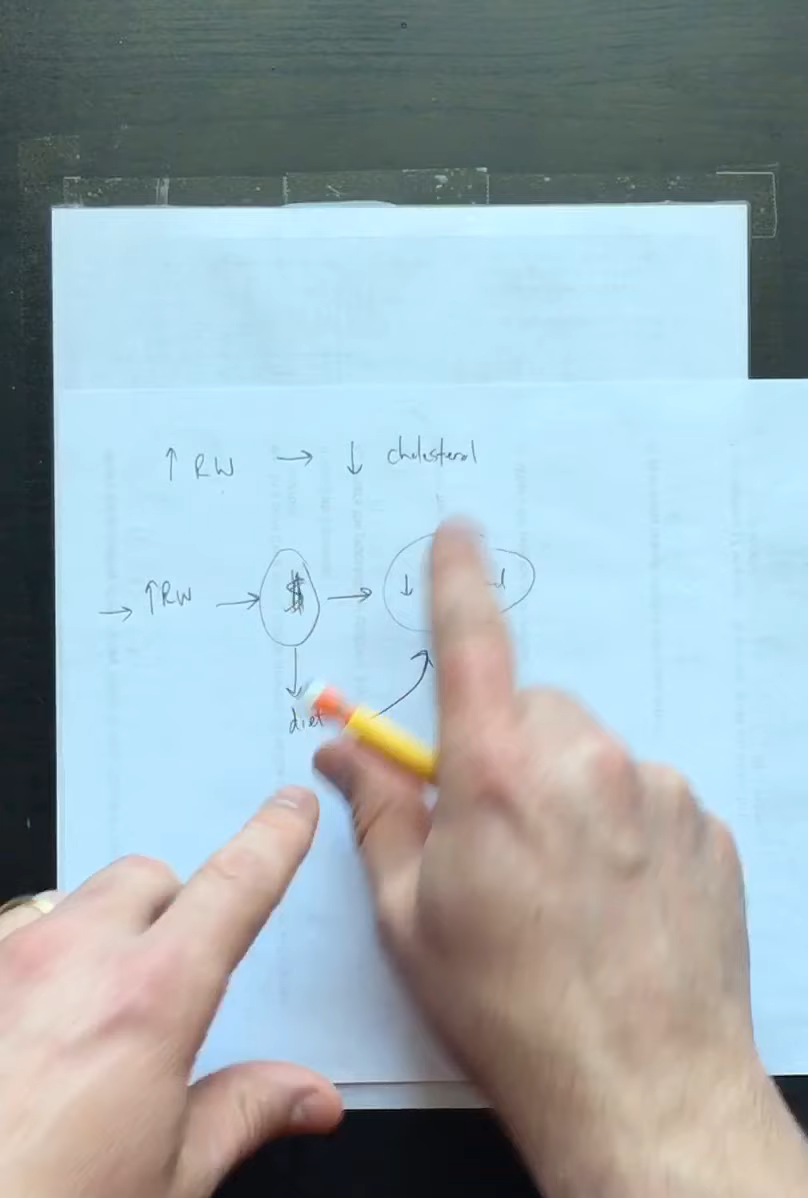 ↑ RW → ↓ cholesterol
→ ↑RW → $ → ↓
diet